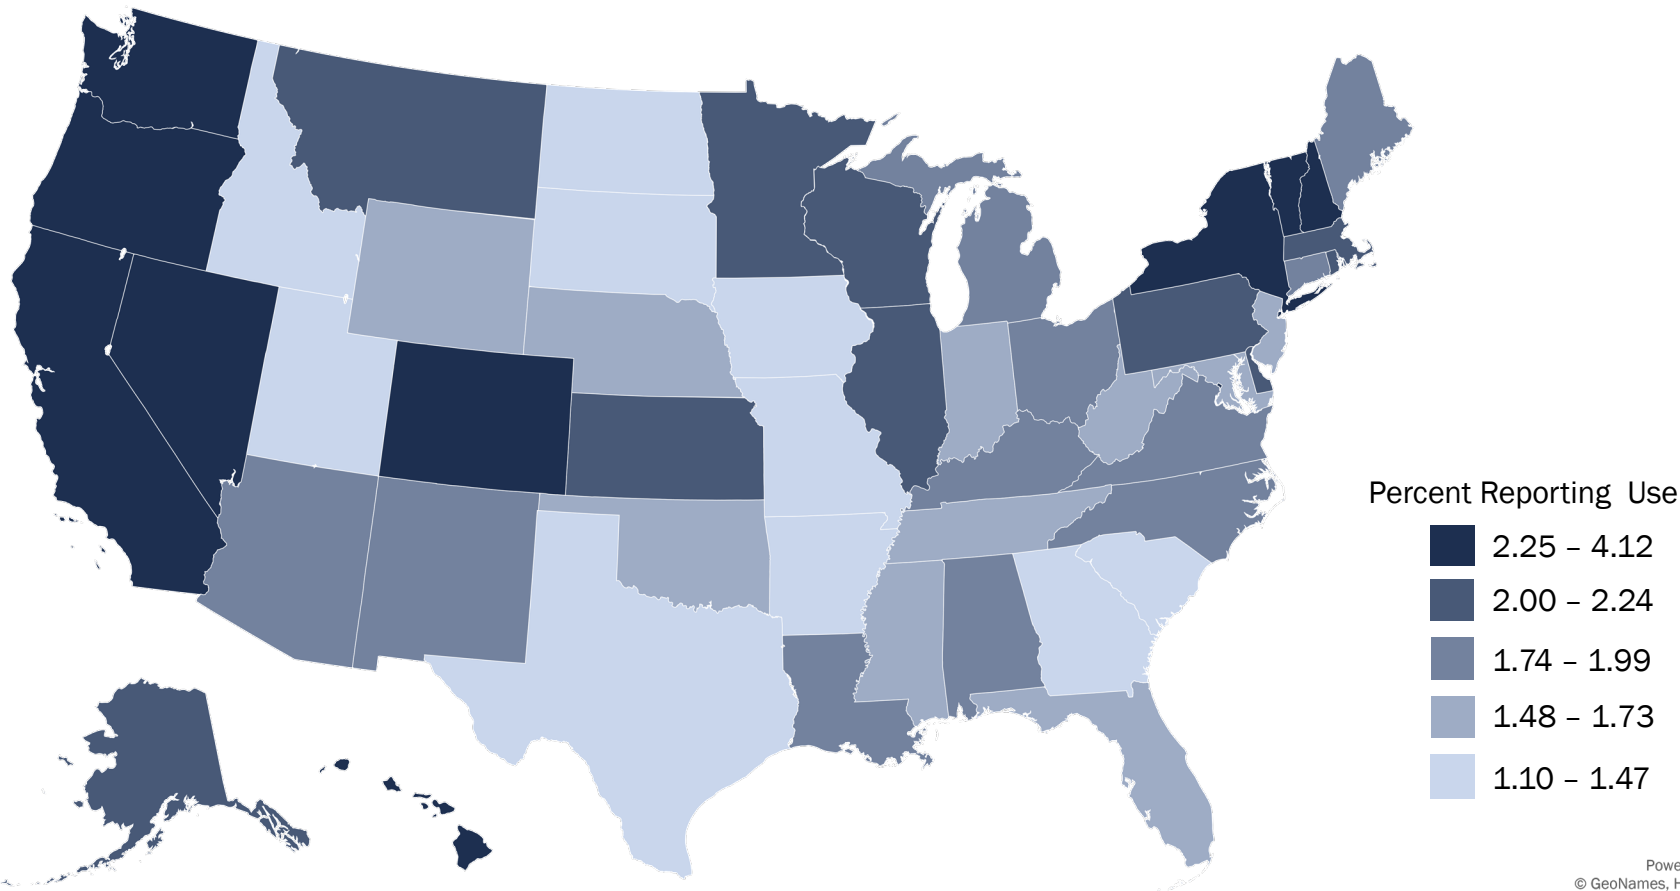 Percent Reporting  Use
2.25 – 4.12
2.00 – 2.24
1.74 – 1.99
1.48 – 1.73
1.10 – 1.47
Powe
© GeoNames, H